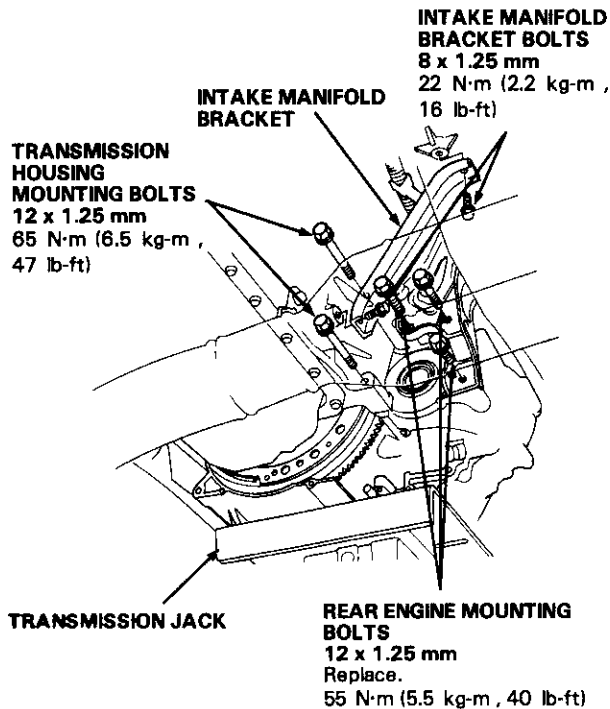 INTAKE MANIFOLD
BRACKET BOLTS
8 x 1.25 mm
22 N·m (2.2 kg-m ,
16 lb-ft)
INTAKE MANIFOLD
BRACKET
TRANSMISSION
HOUSING
MOUNTING BOLTS
12 x 1.25 mm
65 N·m (6.5 kg-m ,
47 lb-ft)
TRANSMISSION JACK
REAR ENGINE MOUNTING
BOLTS
12 x 1.25 mm
Replace.
55 N·m (5.5 kg-m , 40 lb-ft)